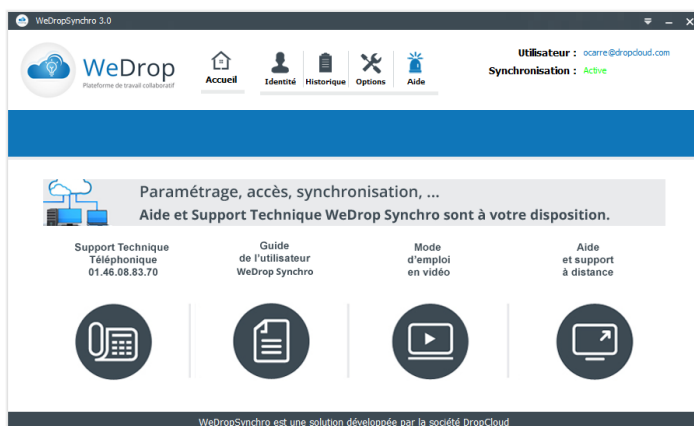 WeDropSynchro 3.0
WeDrop
Plateforme de travail collaboratif
Accueil
Identité
Historique
Options
Aide
Utilisateur : ocarre@dropcloud.com
Synchronisation : Active
Paramétrage, accès, synchronisation, ...
Aide et Support Technique WeDrop Synchro sont à votre disposition.
Support Technique
Téléphonique
01.46.08.83.70
Guide
de l'utilisateur
WeDrop Synchro
Mode
d'emploi
en vidéo
Aide
et support
à distance
WeDropSynchro est une solution développée par la société DropCloud